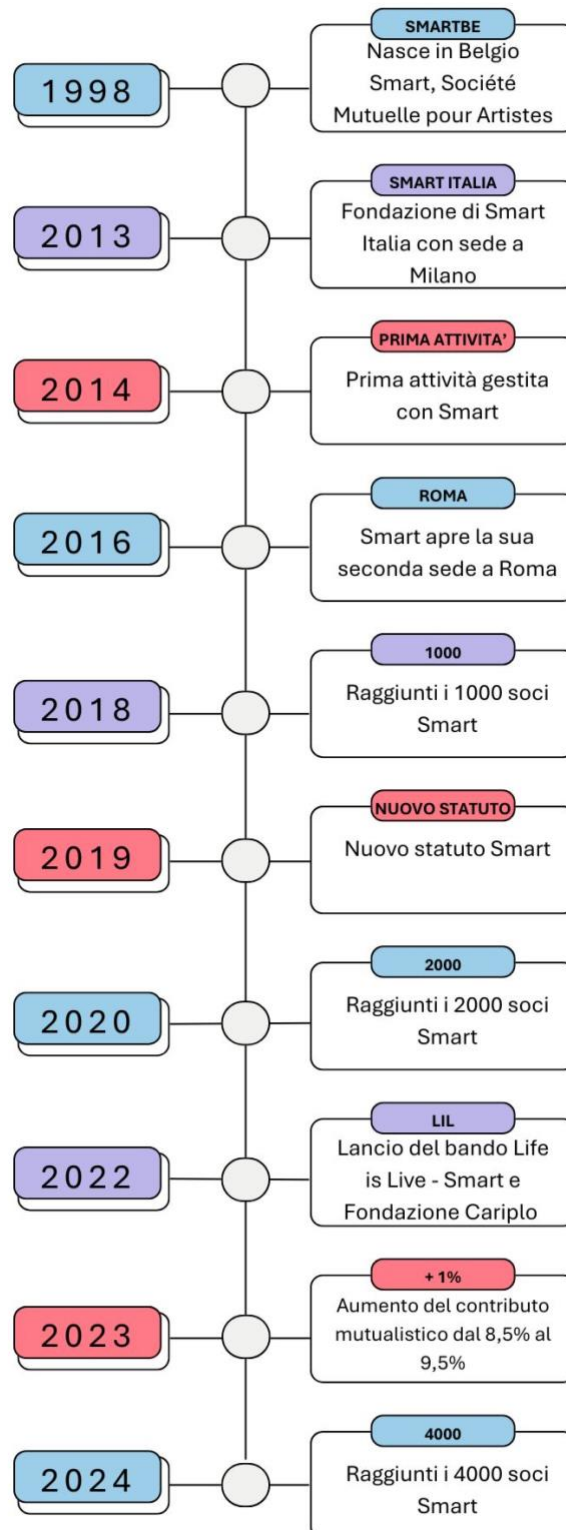 SMARTBE
1998
Nasce in Belgio
Smart, Société
Mutuelle pour Artistes
SMART ITALIA
2013
Fondazione di Smart
Italia con sede a
Milano
PRIMA ATTIVITA’
2014
Prima attività gestita
con Smart
ROMA
2016
Smart apre la sua
seconda sede a Roma
1000
2018
Raggiunti i 1000 soci
Smart
NUOVO STATUTO
2019
Nuovo statuto Smart
2000
2020
Raggiunti i 2000 soci
Smart
LIL
2022
Lancio del bando Life
is Live - Smart e
Fondazione Cariplo
+ 1%
2023
Aumento del contributo
mutualistico dal 8,5% al
9,5%
4000
2024
Raggiunti i 4000 soci
Smart